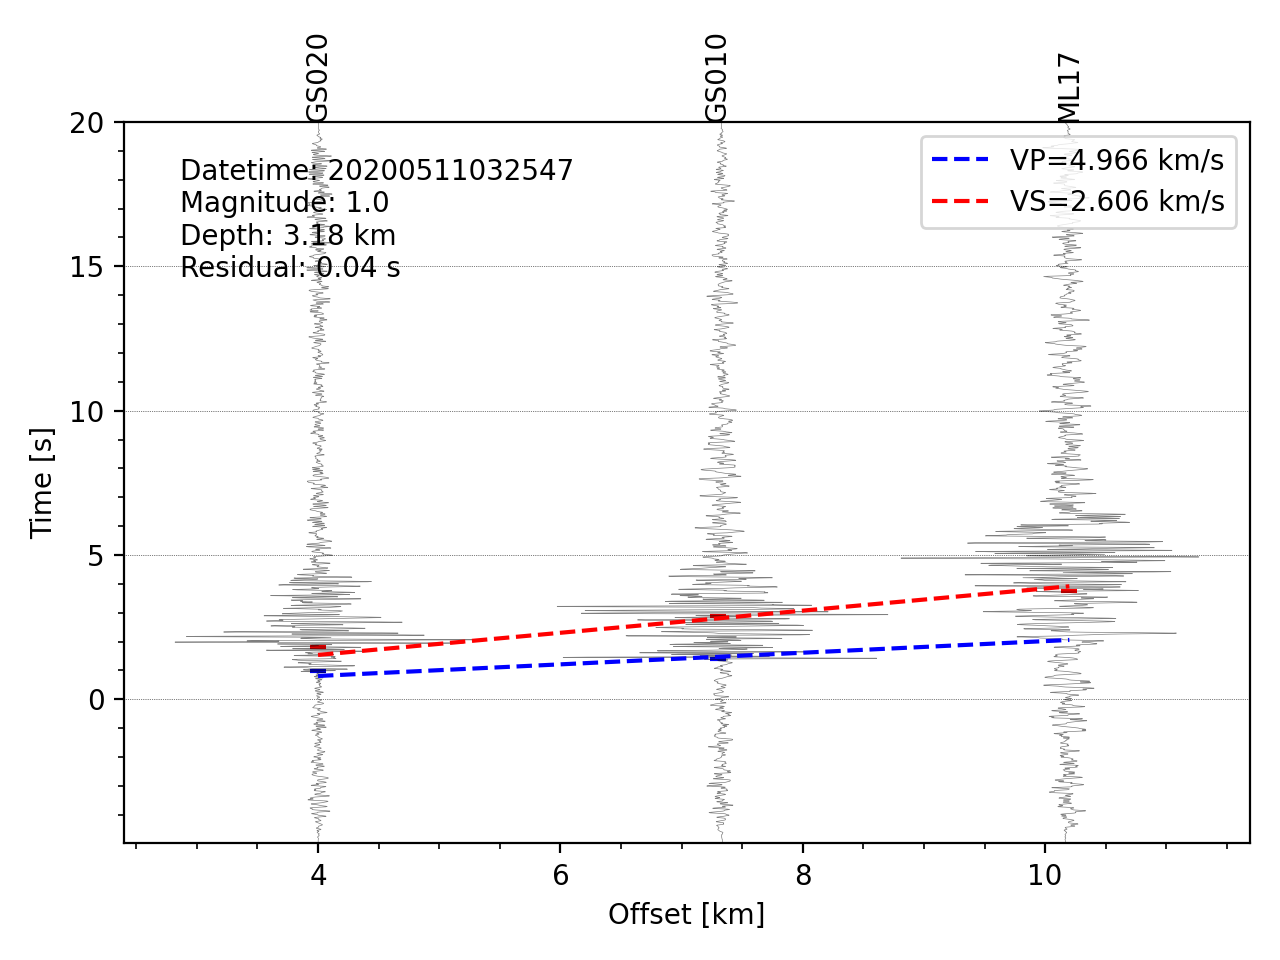 GS020
GS010
ML17
Datetime: 20200511032547
Magnitude: 1.0
Depth: 3.18 km
Residual: 0.04 s
VP=4.966 km/s
VS=2.606 km/s
20
15
10
5
0
Time [s]
4
6
8
10
Offset [km]